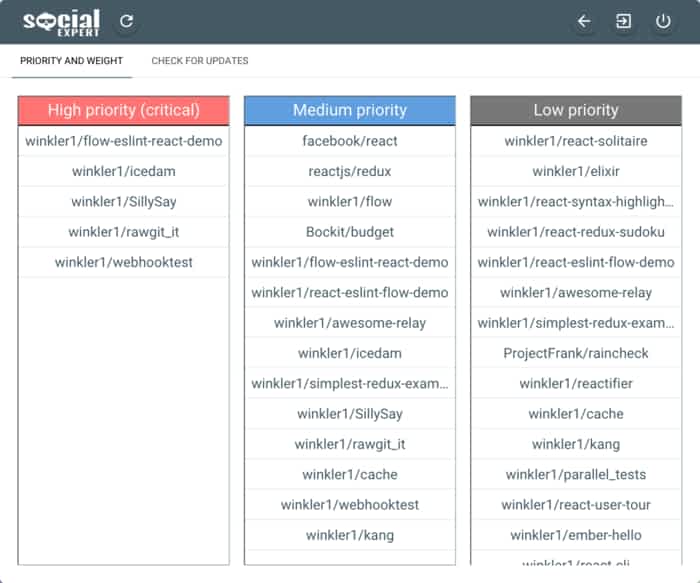 social
EXPERT
PRIORITY AND WEIGHT
CHECK FOR UPDATES
High priority (critical)
winkler1/flow-eslint-react-demo
winkler1/icedam
winkler1/SillySay
winkler1/rawgit_it
winkler1/webhooktest
Medium priority
facebook/react
reactjs/redux
winkler1/flow
Bockit/budget
winkler1/flow-eslint-react-demo
winkler1/react-eslint-flow-demo
winkler1/awesome-relay
winkler1/icedam
winkler1/simplest-redux-exam...
winkler1/SillySay
winkler1/rawgit_it
winkler1/cache
winkler1/webhooktest
winkler1/kang
Low priority
winkler1/react-solitaire
winkler1/elixir
winkler1/react-syntax-highligh...
winkler1/react-redux-sudoku
winkler1/react-eslint-flow-demo
winkler1/awesome-relay
winkler1/simplest-redux-exam...
ProjectFrank/raincheck
winkler1/reactifier
winkler1/cache
winkler1/kang
winkler1/parallel_tests
winkler1/react-user-tour
winkler1/ember-hello